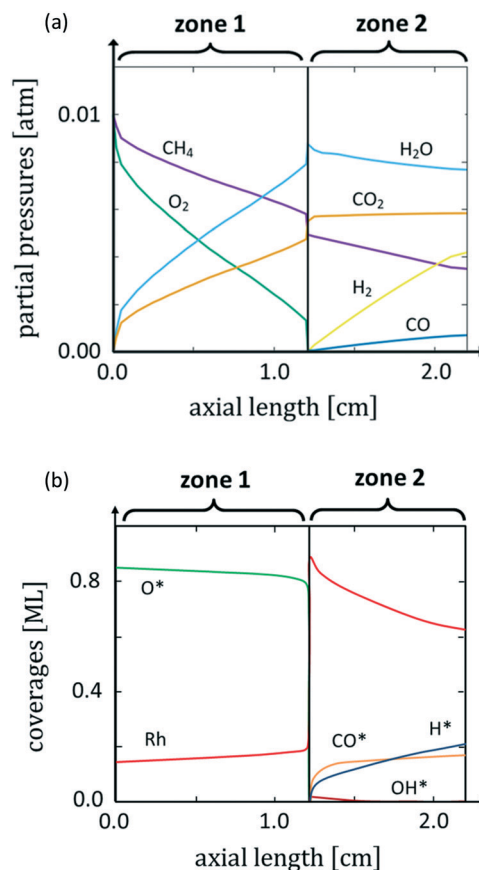 (a)
zone 1 zone 2
0.01
0.00
partial pressures [atm]
CH₄
O₂
H₂O
CO₂
H₂
CO
0.0 1.0 2.0
axial length [cm]
(b)
zone 1 zone 2
0.8
0.4
0.0
coverages [ML]
O*
Rh
CO*
H*
OH*
0.0 1.0 2.0
axial length [cm]